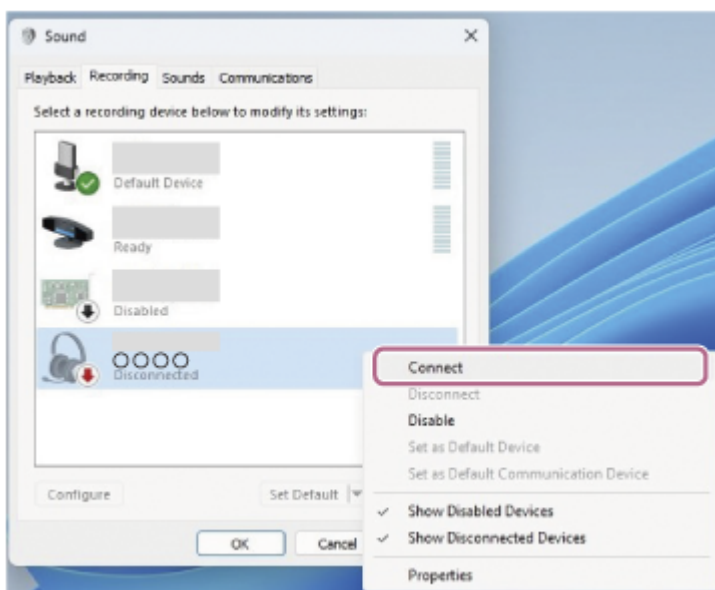 Sound
Playback Recording Sounds Communications
Select a recording device below to modify its settings:
Default Device
Ready
Disabled
○○○○
Disconnected
Configure
Set Default
OK Cancel
Connect
Disconnect
Disable
Set as Default Device
Set as Default Communication Device
✓ Show Disabled Devices
✓ Show Disconnected Devices
Properties